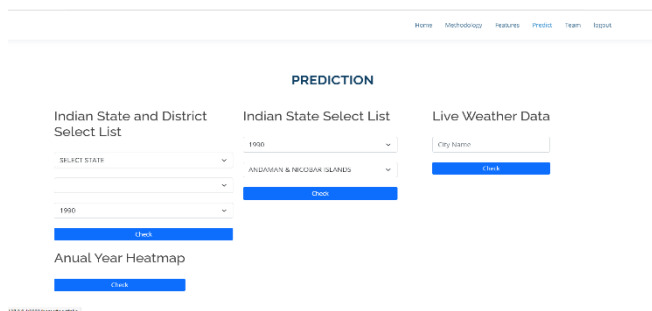 Home Methodology Features Predict Team logout
PREDICTION
Indian State and District
Select List
SELECT STATE
1990
Check
Anual Year Heatmap
Check
Indian State Select List
1990
ANDAMAN & NICOBAR ISLANDS
Check
Live Weather Data
City Name
Check